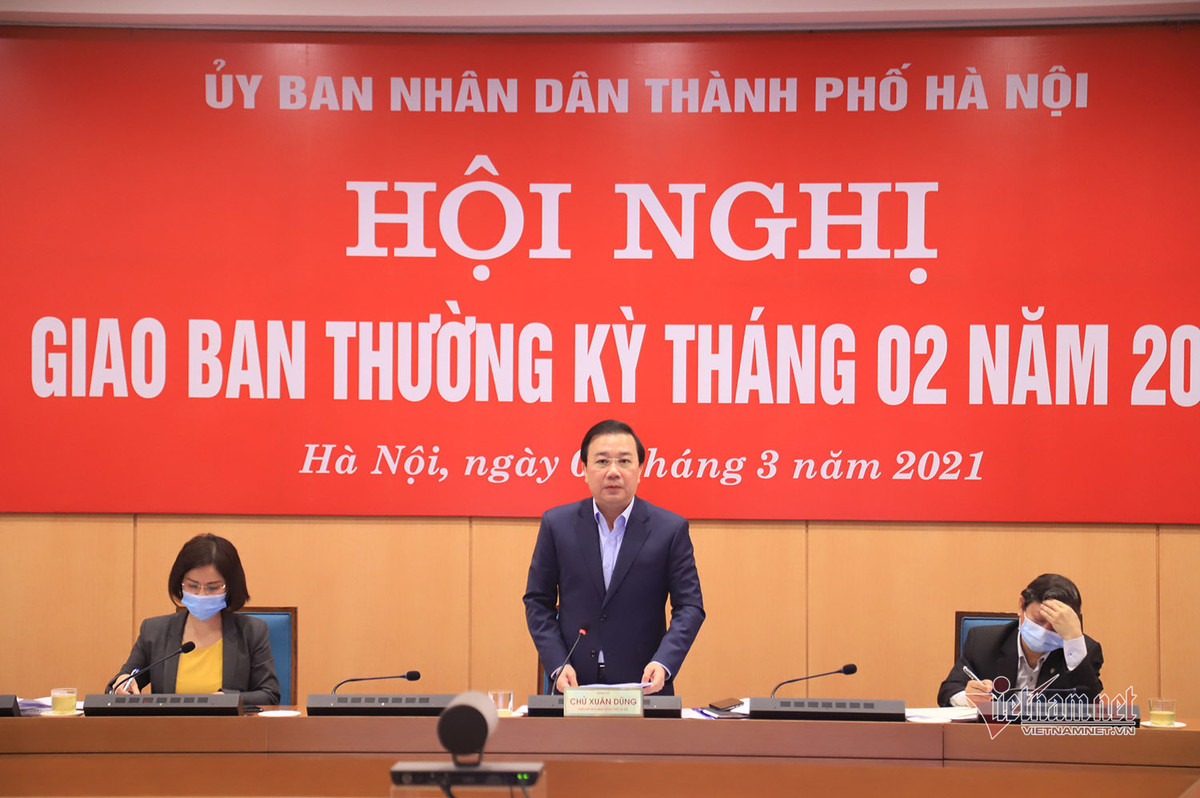 ỦY BAN NHÂN DÂN THÀNH PHỐ HÀ NỘI
HỘI NGHỊ
GIAO BAN THƯỜNG KỲ THÁNG 02 NĂM 20
Hà Nội, ngày 0 tháng 3 năm 2021
CHỬ XUÂN DŨNG
Vietnamnet
VIETNAMNET.VN